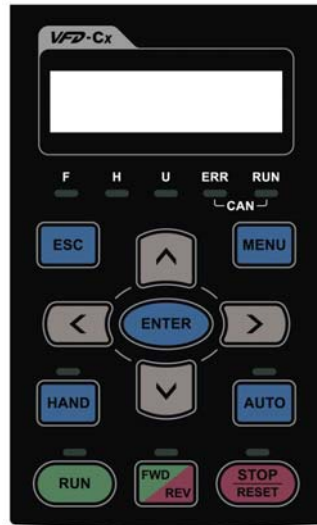 VFD-Cx
F H U ERR RUN
CAN
ESC MENU
ENTER
HAND AUTO
RUN FWD REV STOP RESET